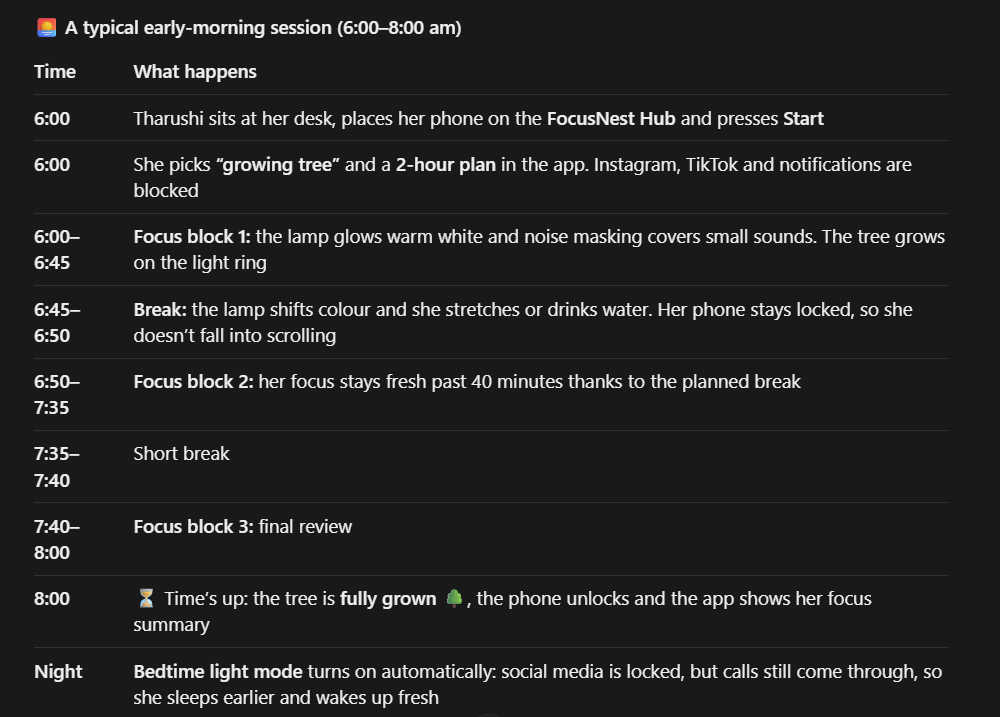 🌅 A typical early-morning session (6:00–8:00 am)
Time What happens
6:00 Tharushi sits at her desk, places her phone on the FocusNest Hub and presses Start
6:00 She picks “growing tree” and a 2-hour plan in the app. Instagram, TikTok and notifications are
blocked
6:00– Focus block 1: the lamp glows warm white and noise masking covers small sounds. The tree grows
6:45 on the light ring
6:45– Break: the lamp shifts colour and she stretches or drinks water. Her phone stays locked, so she
6:50 doesn’t fall into scrolling
6:50– Focus block 2: her focus stays fresh past 40 minutes thanks to the planned break
7:35
7:35– Short break
7:40
7:40– Focus block 3: final review
8:00
8:00 ⏳ Time’s up: the tree is fully grown 🌳, the phone unlocks and the app shows her focus
summary
Night Bedtime light mode turns on automatically: social media is locked, but calls still come through, so
she sleeps earlier and wakes up fresh